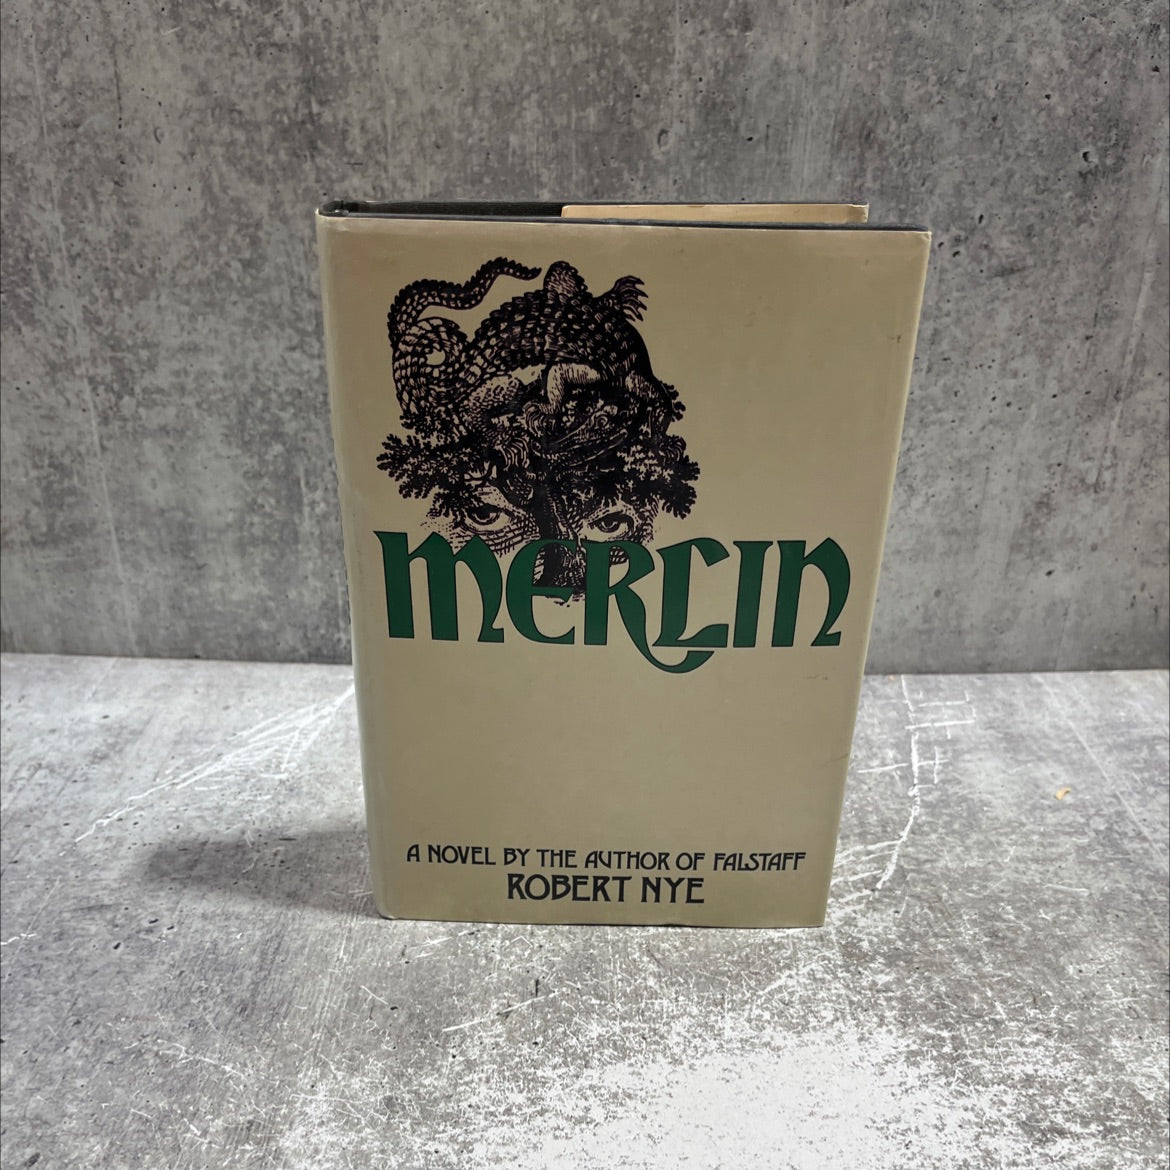 MERLIN
A NOVEL BY THE AUTHOR OF FALSTAFF
ROBERT NYE